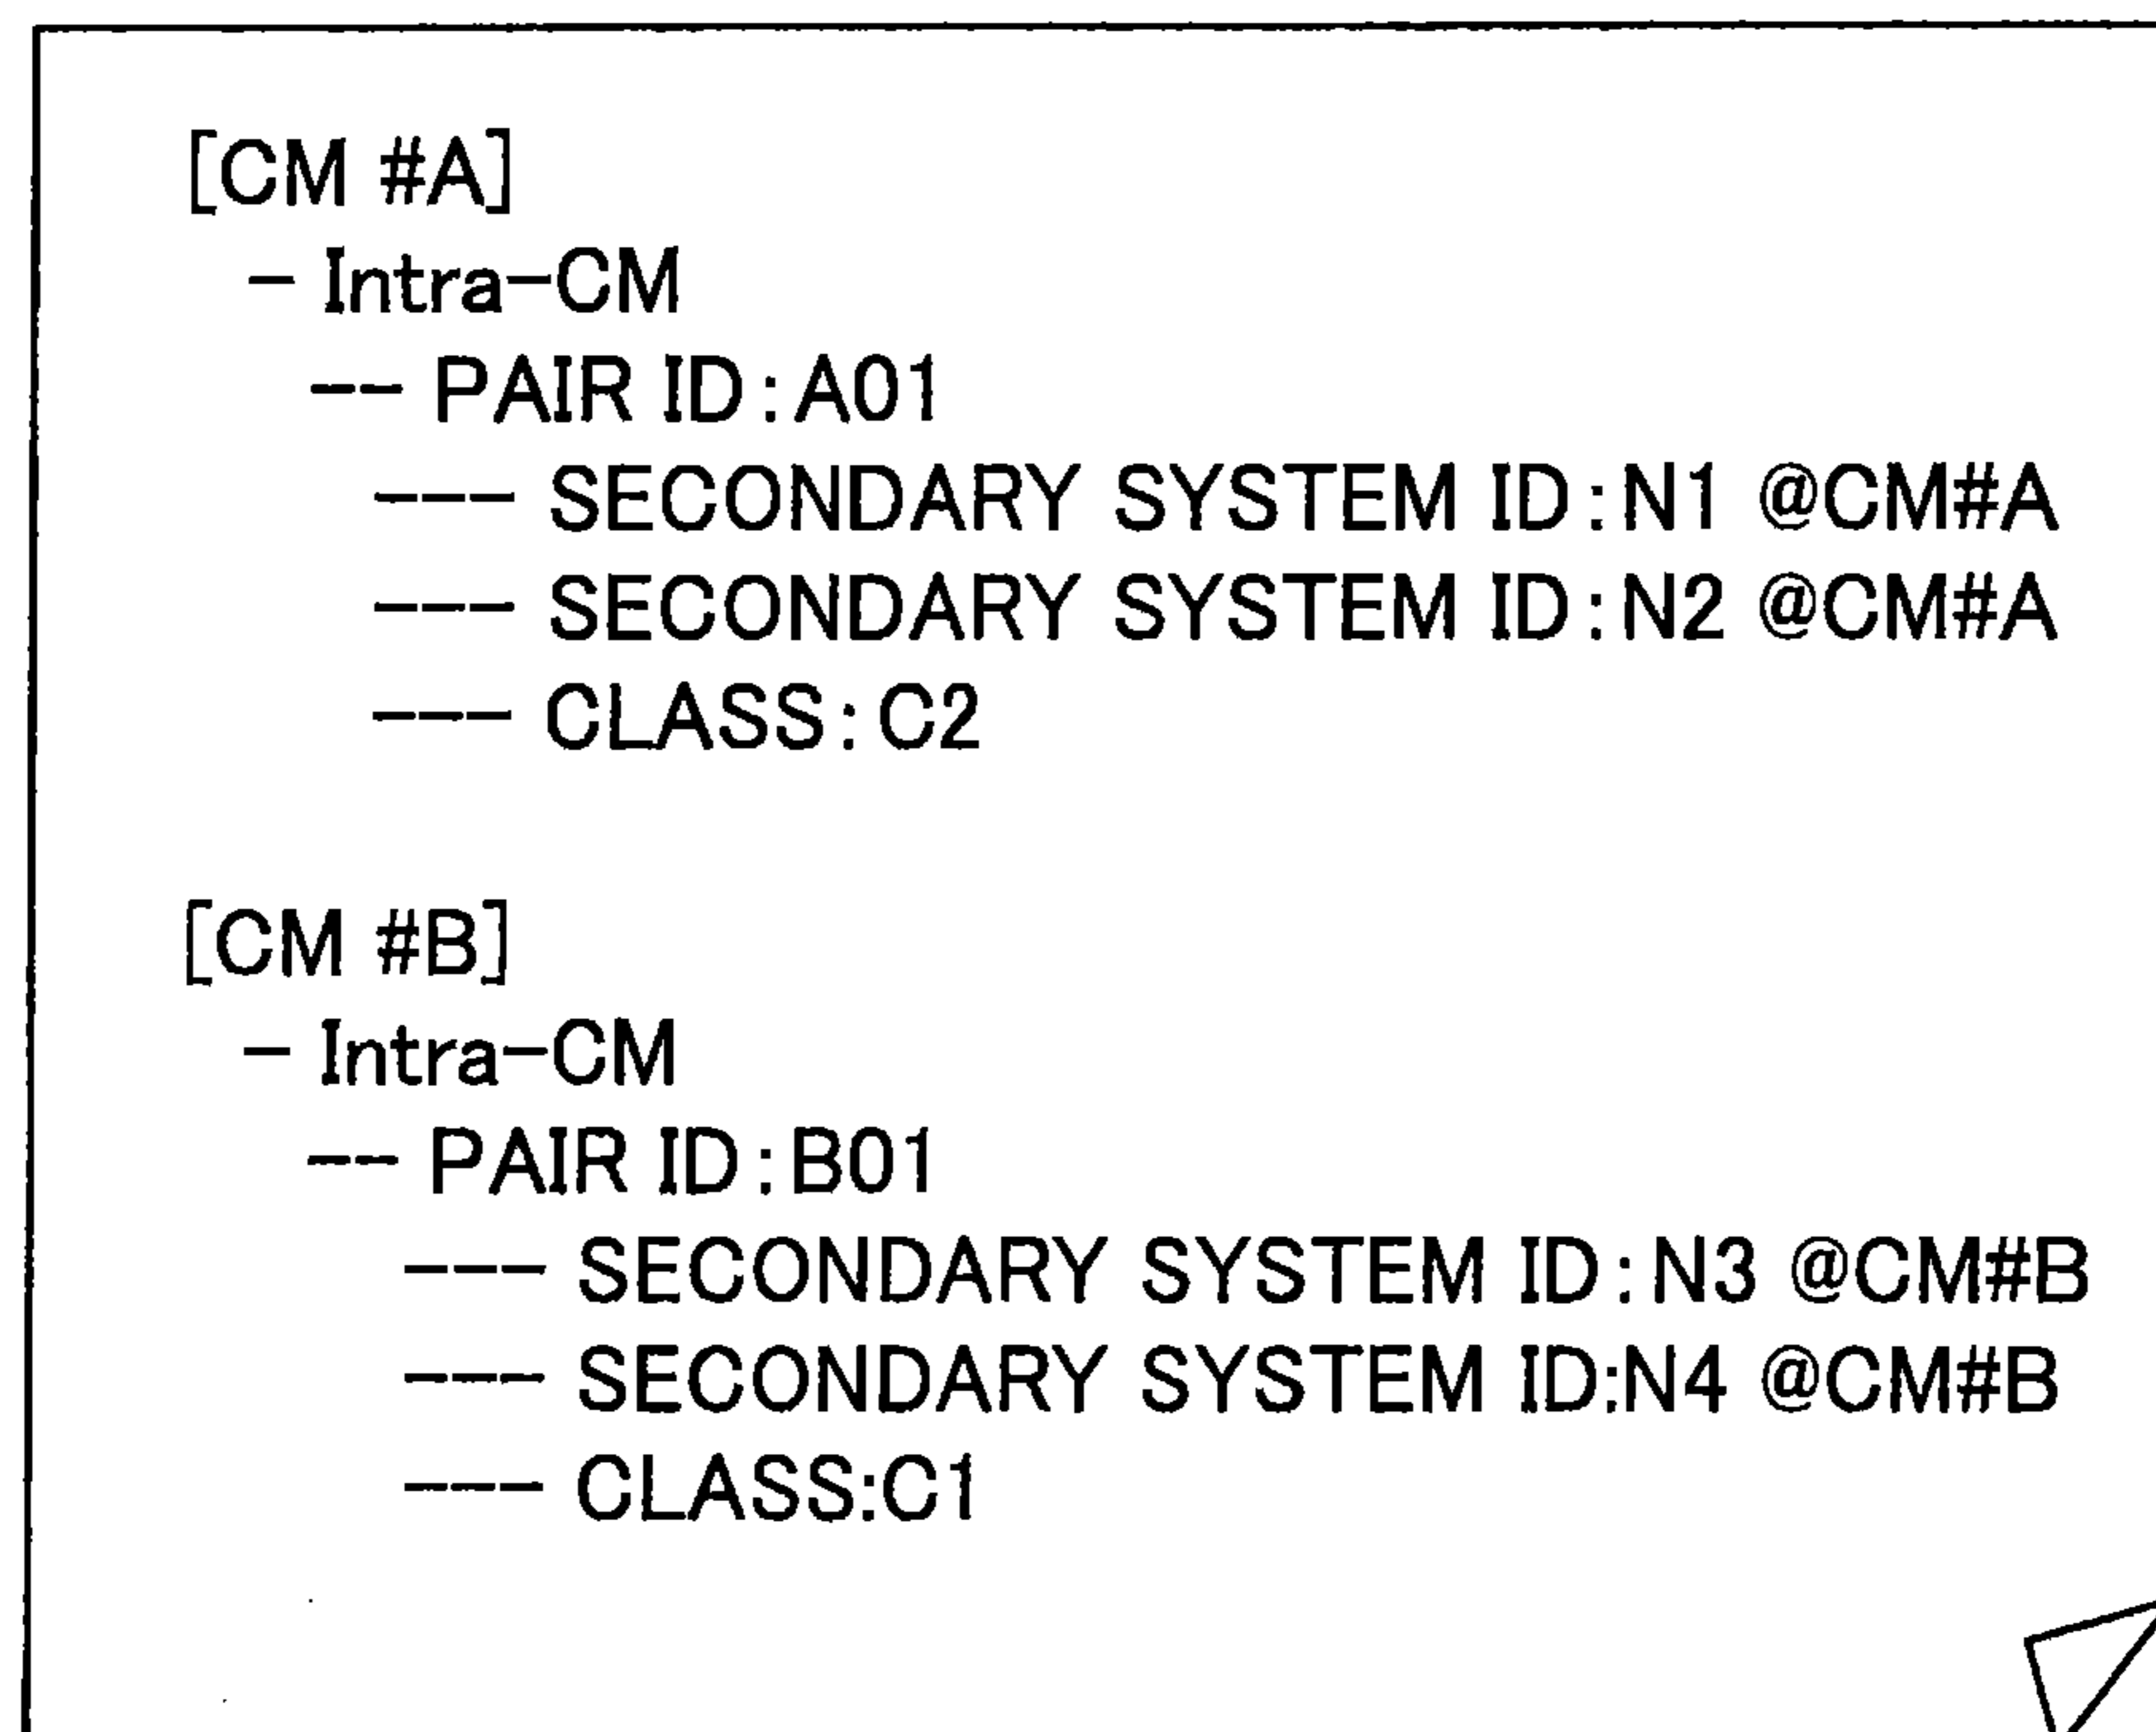 [CM #A]
- Intra-CM
-- PAIR ID:A01
--- SECONDARY SYSTEM ID:N1 @CM#A
--- SECONDARY SYSTEM ID:N2 @CM#A
--- CLASS:C2
[CM #B]
- Intra-CM
-- PAIR ID:B01
--- SECONDARY SYSTEM ID:N3 @CM#B
--- SECONDARY SYSTEM ID:N4 @CM#B
--- CLASS:C1